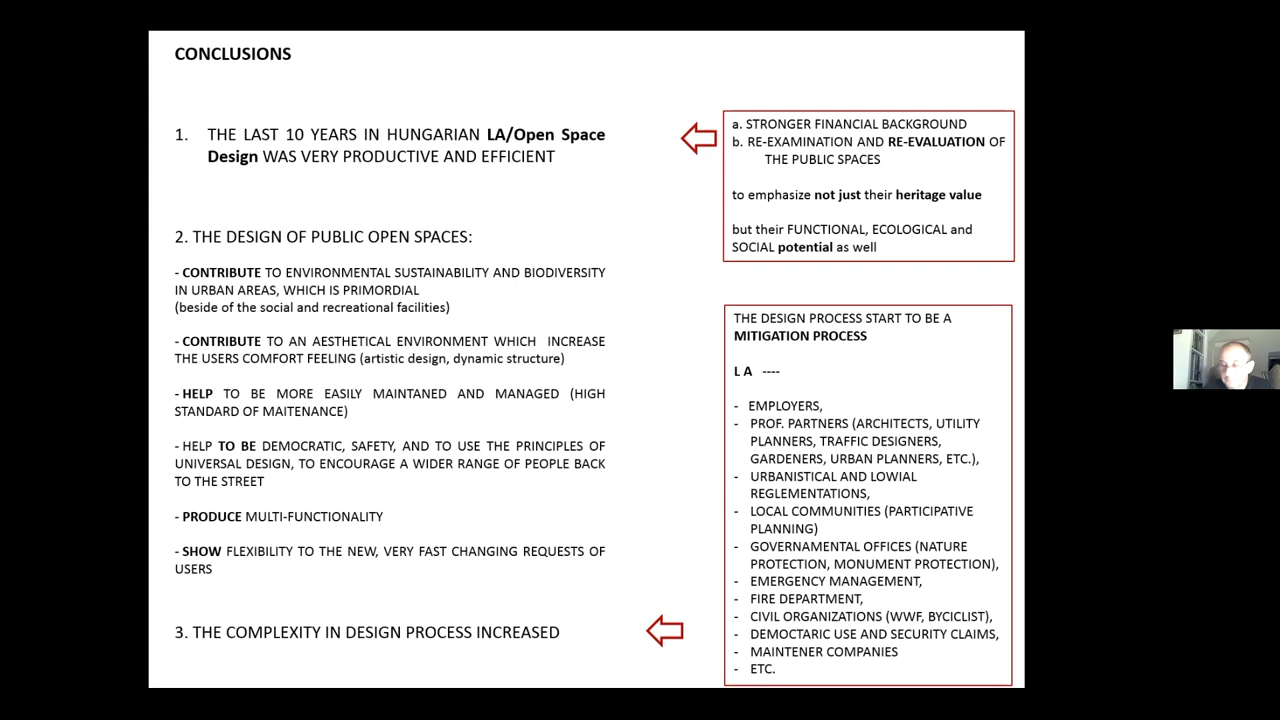 CONCLUSIONS
1. THE LAST 10 YEARS IN HUNGARIAN LA/Open Space
Design WAS VERY PRODUCTIVE AND EFFICIENT
a. STRONGER FINANCIAL BACKGROUND
b. RE-EXAMINATION AND RE-EVALUATION OF
THE PUBLIC SPACES
to emphasize not just their heritage value
but their FUNCTIONAL, ECOLOGICAL and
SOCIAL potential as well
2. THE DESIGN OF PUBLIC OPEN SPACES:
- CONTRIBUTE TO ENVIRONMENTAL SUSTAINABILITY AND BIODIVERSITY
IN URBAN AREAS, WHICH IS PRIMORDIAL
(beside of the social and recreational facilities)
- CONTRIBUTE TO AN AESTHETICAL ENVIRONMENT WHICH INCREASE
THE USERS COMFORT FEELING (artistic design, dynamic structure)
- HELP TO BE MORE EASILY MAINTANED AND MANAGED (HIGH
STANDARD OF MAITENANCE)
- HELP TO BE DEMOCRATIC, SAFETY, AND TO USE THE PRINCIPLES OF
UNIVERSAL DESIGN, TO ENCOURAGE A WIDER RANGE OF PEOPLE BACK
TO THE STREET
- PRODUCE MULTI-FUNCTIONALITY
- SHOW FLEXIBILITY TO THE NEW, VERY FAST CHANGING REQUESTS OF
USERS
3. THE COMPLEXITY IN DESIGN PROCESS INCREASED
THE DESIGN PROCESS START TO BE A
MITIGATION PROCESS
L A ----
- EMPLOYERS,
- PROF. PARTNERS (ARCHITECTS, UTILITY
PLANNERS, TRAFFIC DESIGNERS,
GARDENERS, URBAN PLANNERS, ETC.),
- URBANISTICAL AND LOWIAL
REGLEMENTATIONS,
- LOCAL COMMUNITIES (PARTICIPATIVE
PLANNING)
- GOVERNAMENTAL OFFICES (NATURE
PROTECTION, MONUMENT PROTECTION),
- EMERGENCY MANAGEMENT,
- FIRE DEPARTMENT,
- CIVIL ORGANIZATIONS (WWF, BYCICLIST),
- DEMOCTARIC USE AND SECURITY CLAIMS,
- MAINTENER COMPANIES
- ETC.